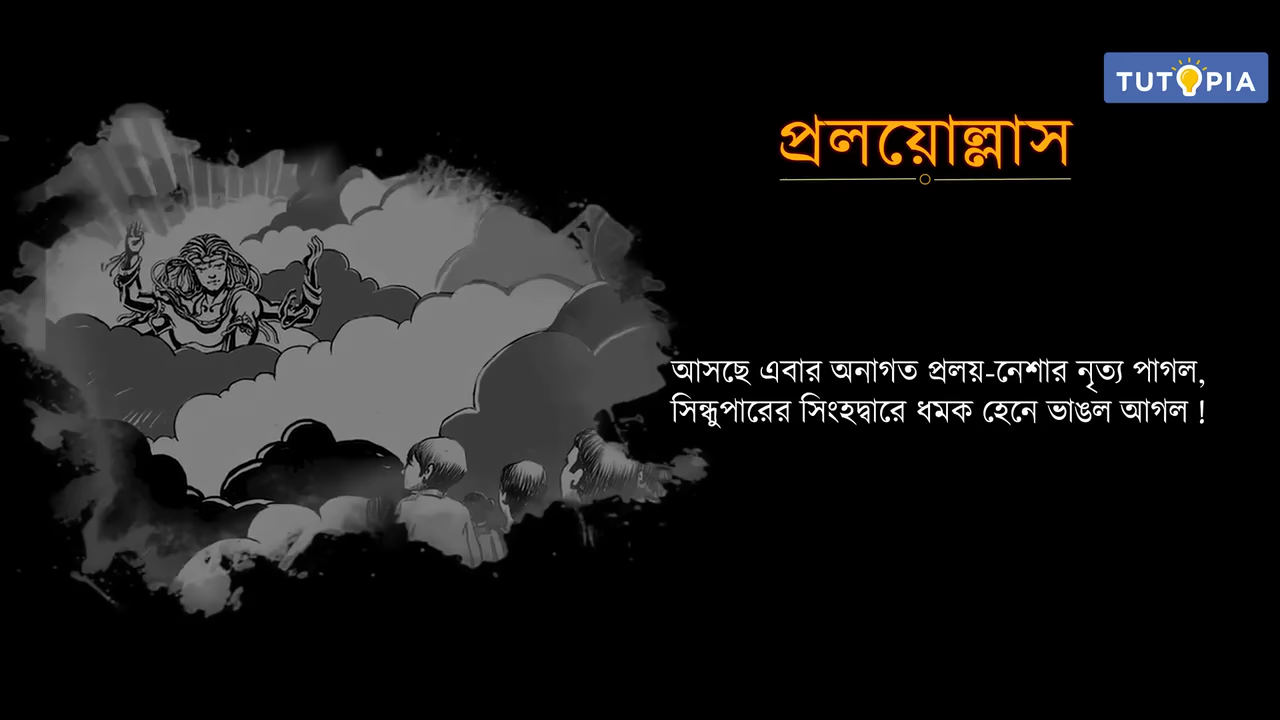 TUTOPIA
প্রলয়োল্লাস
আসছে এবার অনাগত প্রলয়-নেশার নৃত্য পাগল,
সিন্ধুপারের সিংহদ্বারে ধমক হেনে ভাঙল আগল !